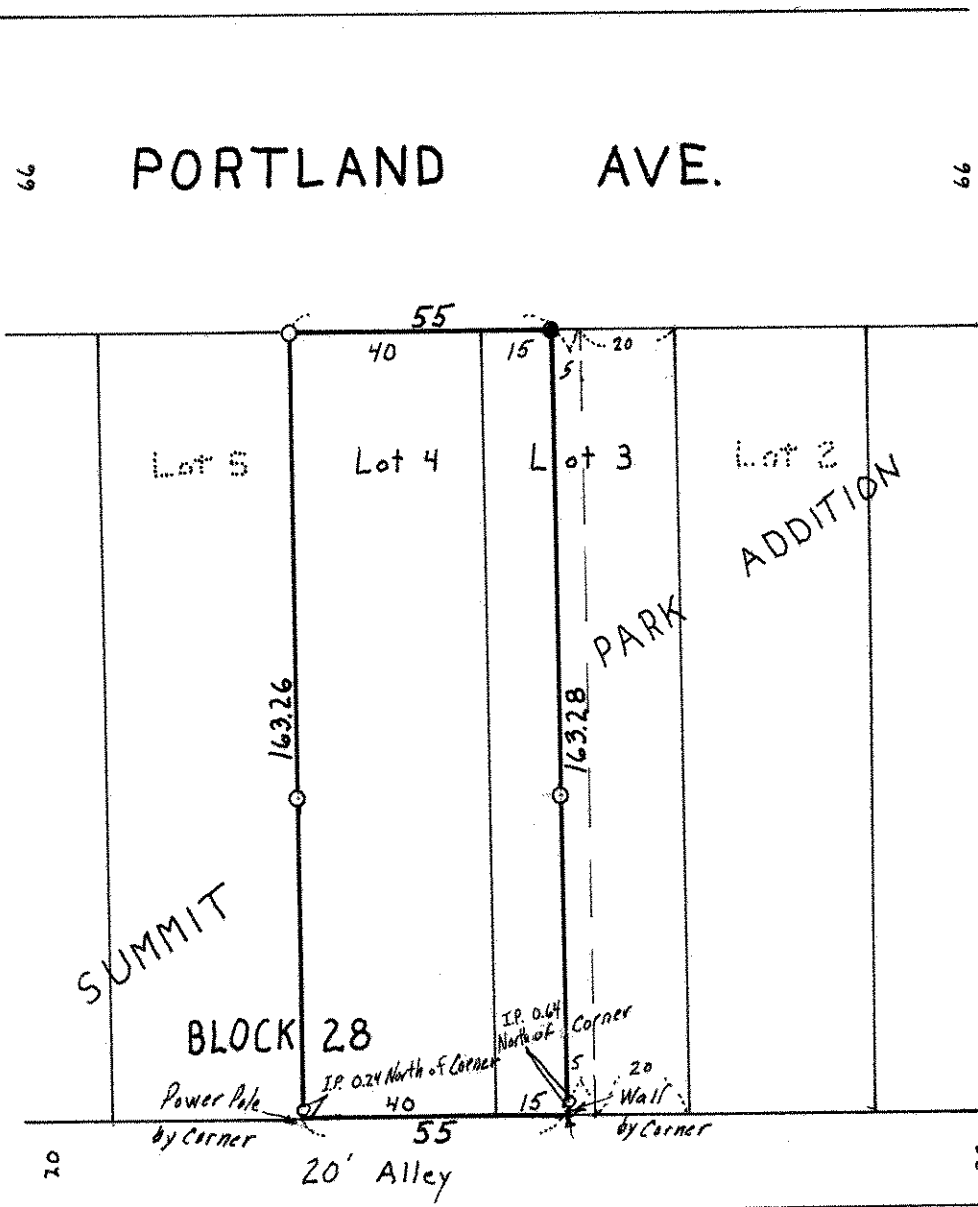 PORTLAND AVE.
66
66
55
40
15
5
20
Lot 5
Lot 4
Lot 3
Lot 2
SUMMIT PARK ADDITION
163.26
163.28
BLOCK 28
I.P. 0.64
North of Corner
I.P. 0.24 North of Corner
5
20
Power Pole
by Corner
40
15
Wall
by Corner
55
20
20' Alley